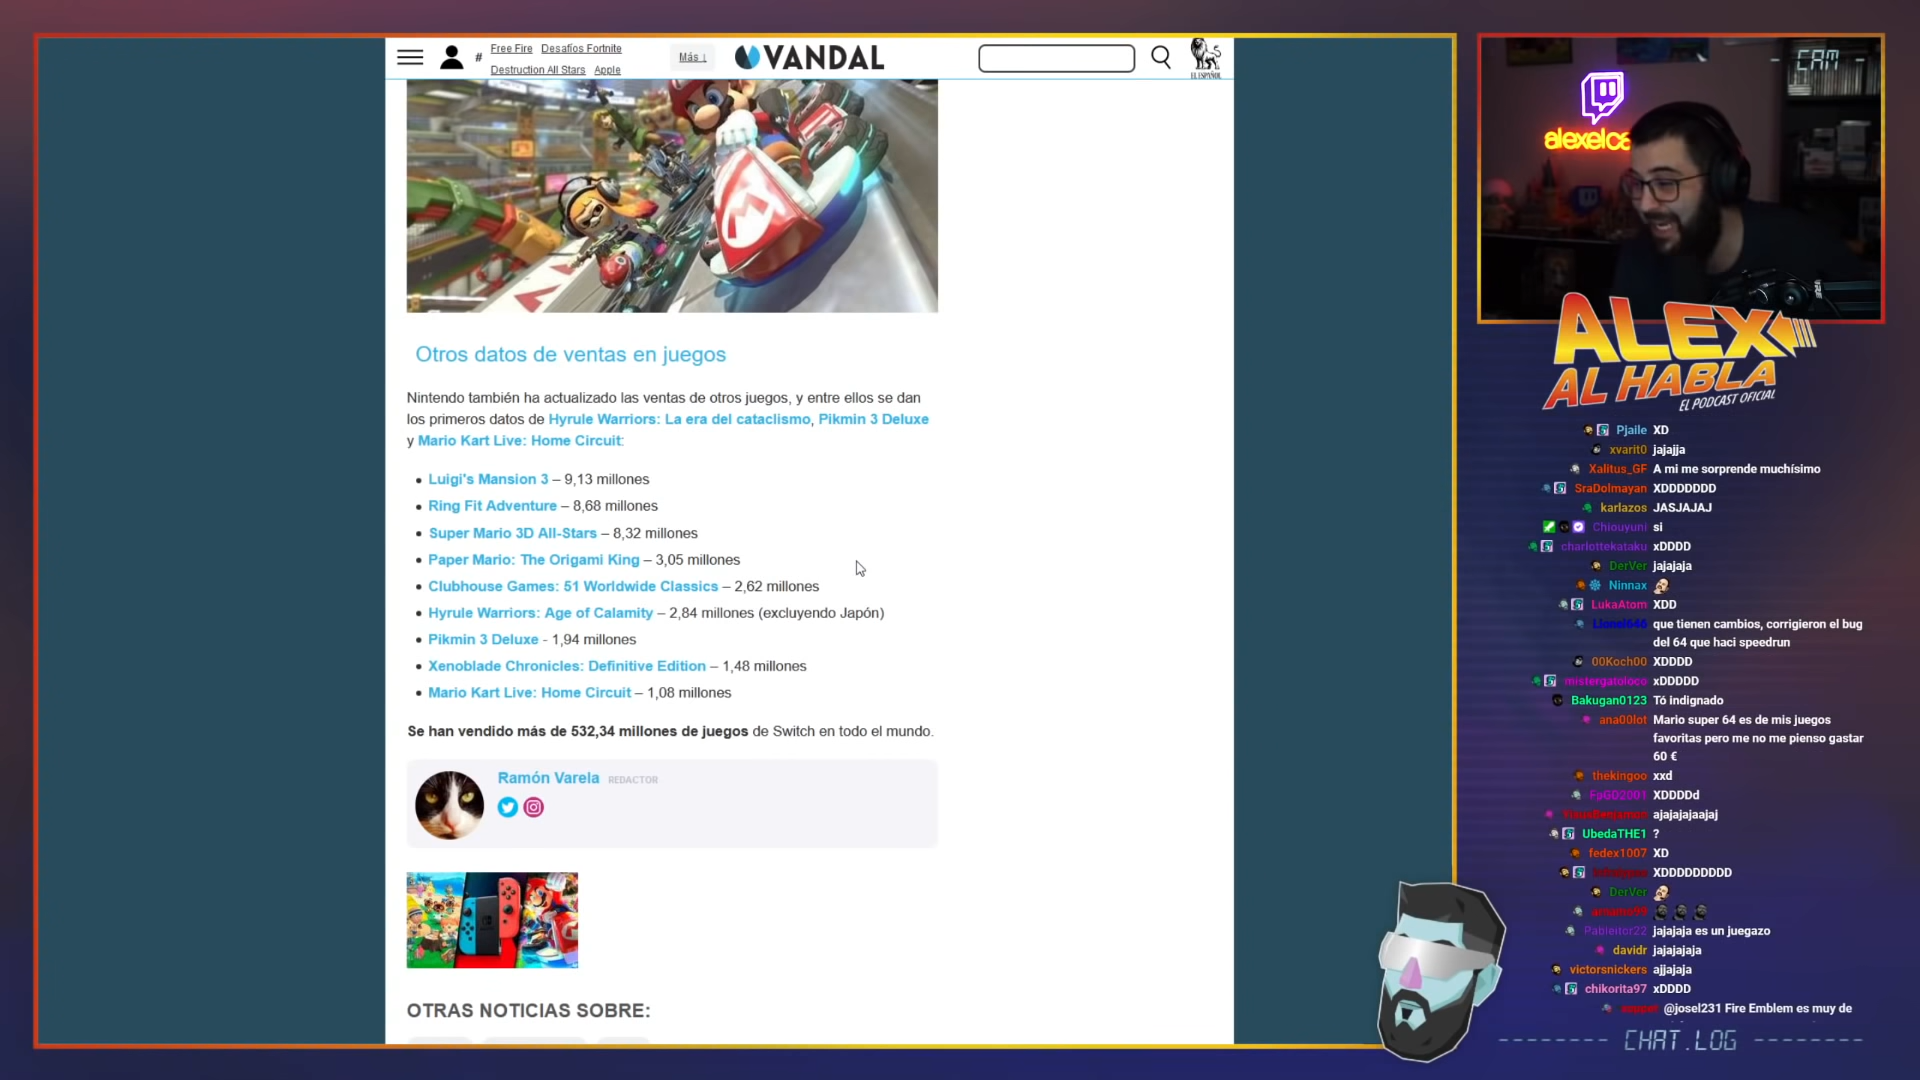 Free Fire Desafíos Fortnite
# Más ↓ VANDAL
Destruction All Stars Apple
EL ESPAÑOL
Otros datos de ventas en juegos
Nintendo también ha actualizado las ventas de otros juegos, y entre ellos se dan
los primeros datos de Hyrule Warriors: La era del cataclismo, Pikmin 3 Deluxe
y Mario Kart Live: Home Circuit:
Luigi's Mansion 3 – 9,13 millones
Ring Fit Adventure – 8,68 millones
Super Mario 3D All-Stars – 8,32 millones
Paper Mario: The Origami King – 3,05 millones
Clubhouse Games: 51 Worldwide Classics – 2,62 millones
Hyrule Warriors: Age of Calamity – 2,84 millones (excluyendo Japón)
Pikmin 3 Deluxe - 1,94 millones
Xenoblade Chronicles: Definitive Edition – 1,48 millones
Mario Kart Live: Home Circuit – 1,08 millones
Se han vendido más de 532,34 millones de juegos de Switch en todo el mundo.
Ramón Varela REDACTOR
OTRAS NOTICIAS SOBRE:
- CAM -
alexelca
ALEX
AL HABLA
EL PODCAST OFICIAL
Pjaile XD
xvarit0 jajajja
Xalitus_GF A mi me sorprende muchísimo
SraDolmayan XDDDDDDD
karlazos JASJAJAJ
Chiouyuni si
charlottekataku xDDDD
DerVer jajajaja
Ninnax
LukaAtom XDD
Lionel646 que tienen cambios, corrigieron el bug
del 64 que haci speedrun
00Koch00 XDDDD
mistergatoloco xDDDDD
Bakugan0123 Tó indignado
ana00lot Mario super 64 es de mis juegos
favoritas pero me no me pienso gastar
60 €
thekingoo xxd
FpGD2001 XDDDDd
ajajajajaajaj
UbedaTHE1 ?
fedex1007 XD
XDDDDDDDDD
DerVer
amamo99
Pableitor22 jajajaja es un juegazo
davidr jajajajaja
victorsnickers ajjajaja
chikorita97 xDDDD
@josel231 Fire Emblem es muy de
CHAT.LOG